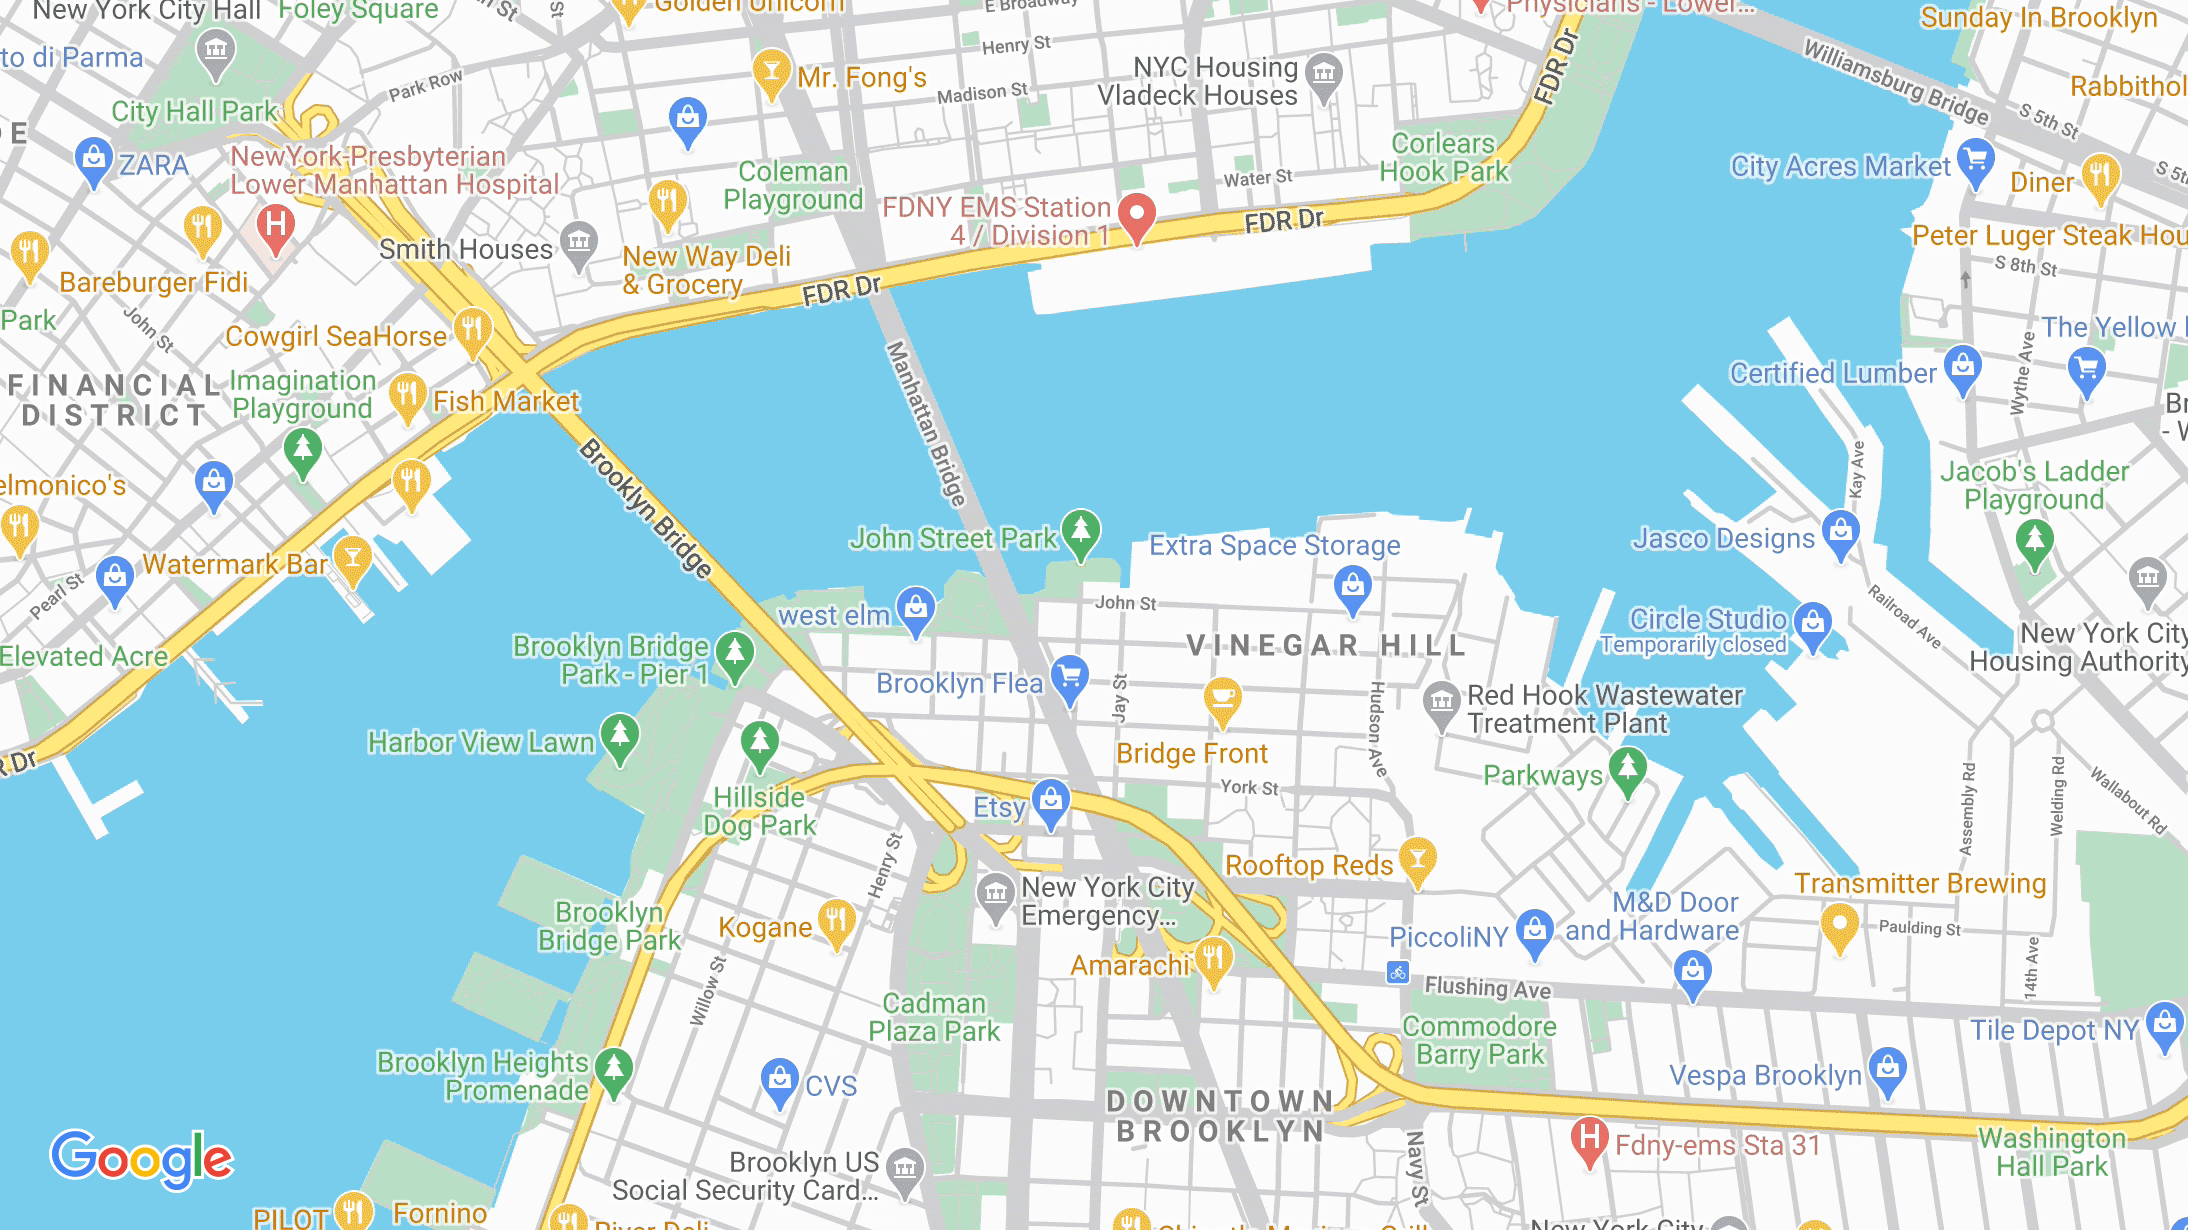 New York City Hall
Foley Square
Golden Unicorn
E Broadway
Physicians - Lower...
Sunday In Brooklyn
to di Parma
Henry St
NYC Housing
Vladeck Houses
FDR Dr
Williamsburg Bridge
Rabbithol
City Hall Park
Park Row
Mr. Fong's
Madison St
S 5th St
E
ZARA
NewYork-Presbyterian
Lower Manhattan Hospital
H
Coleman
Playground
Water St
Corlears
Hook Park
City Acres Market
Diner
S 5th
FDNY EMS Station
4 / Division 1
FDR Dr
Smith Houses
New Way Deli
& Grocery
Peter Luger Steak Hou
S 8th St
Bareburger Fidi
FDR Dr
Park
John St
Cowgirl SeaHorse
The Yellow
Wythe Ave
FINANCIAL
DISTRICT
Imagination
Playground
Fish Market
Manhattan Bridge
Certified Lumber
Br
- W
elmonico's
Brooklyn Bridge
Kay Ave
Jacob's Ladder
Playground
John Street Park
Extra Space Storage
Jasco Designs
Watermark Bar
Pearl St
west elm
John St
Circle Studio
Temporarily closed
Railroad Ave
Elevated Acre
Brooklyn Bridge
Park - Pier 1
VINEGAR HILL
New York City
Housing Authority
Brooklyn Flea
Jay St
Hudson Ave
Red Hook Wastewater
Treatment Plant
R Dr
Harbor View Lawn
Bridge Front
Parkways
York St
Hillside
Dog Park
Etsy
Assembly Rd
Welding Rd
Wallabout Rd
Henry St
Rooftop Reds
New York City
Emergency...
Transmitter Brewing
M&D Door
and Hardware
Brooklyn
Bridge Park
Kogane
PiccoliNY
Paulding St
Amarachi
Willow St
Flushing Ave
14th Ave
Cadman
Plaza Park
Commodore
Barry Park
Tile Depot NY
Brooklyn Heights
Promenade
CVS
Vespa Brooklyn
DOWNTOWN
BROOKLYN
Google
Navy St
H
Fdny-ems Sta 31
Washington
Hall Park
Brooklyn US
Social Security Card...
PILOT
Fornino
River Deli
New York City